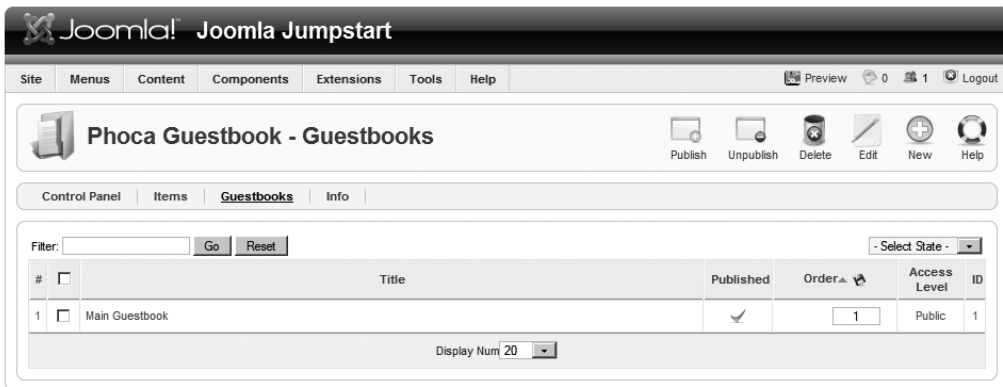 Joomla!™ Joomla Jumpstart
Site Menus Content Components Extensions Tools Help Preview 0 1 Logout
Phoca Guestbook - Guestbooks Publish Unpublish Delete Edit New Help
Control Panel Items Guestbooks Info
Filter: Go Reset - Select State -
# Title Published Order Access Level ID
1 Main Guestbook 1 Public 1
Display Num 20